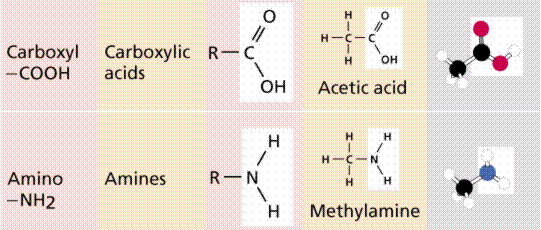 Carboxyl
–COOH
Carboxylic
acids
R
C
O
OH
H
H
C
H
C
O
OH
Acetic acid
Amino
–NH2
Amines
R
N
H
H
H
H
C
H
N
H
H
Methylamine